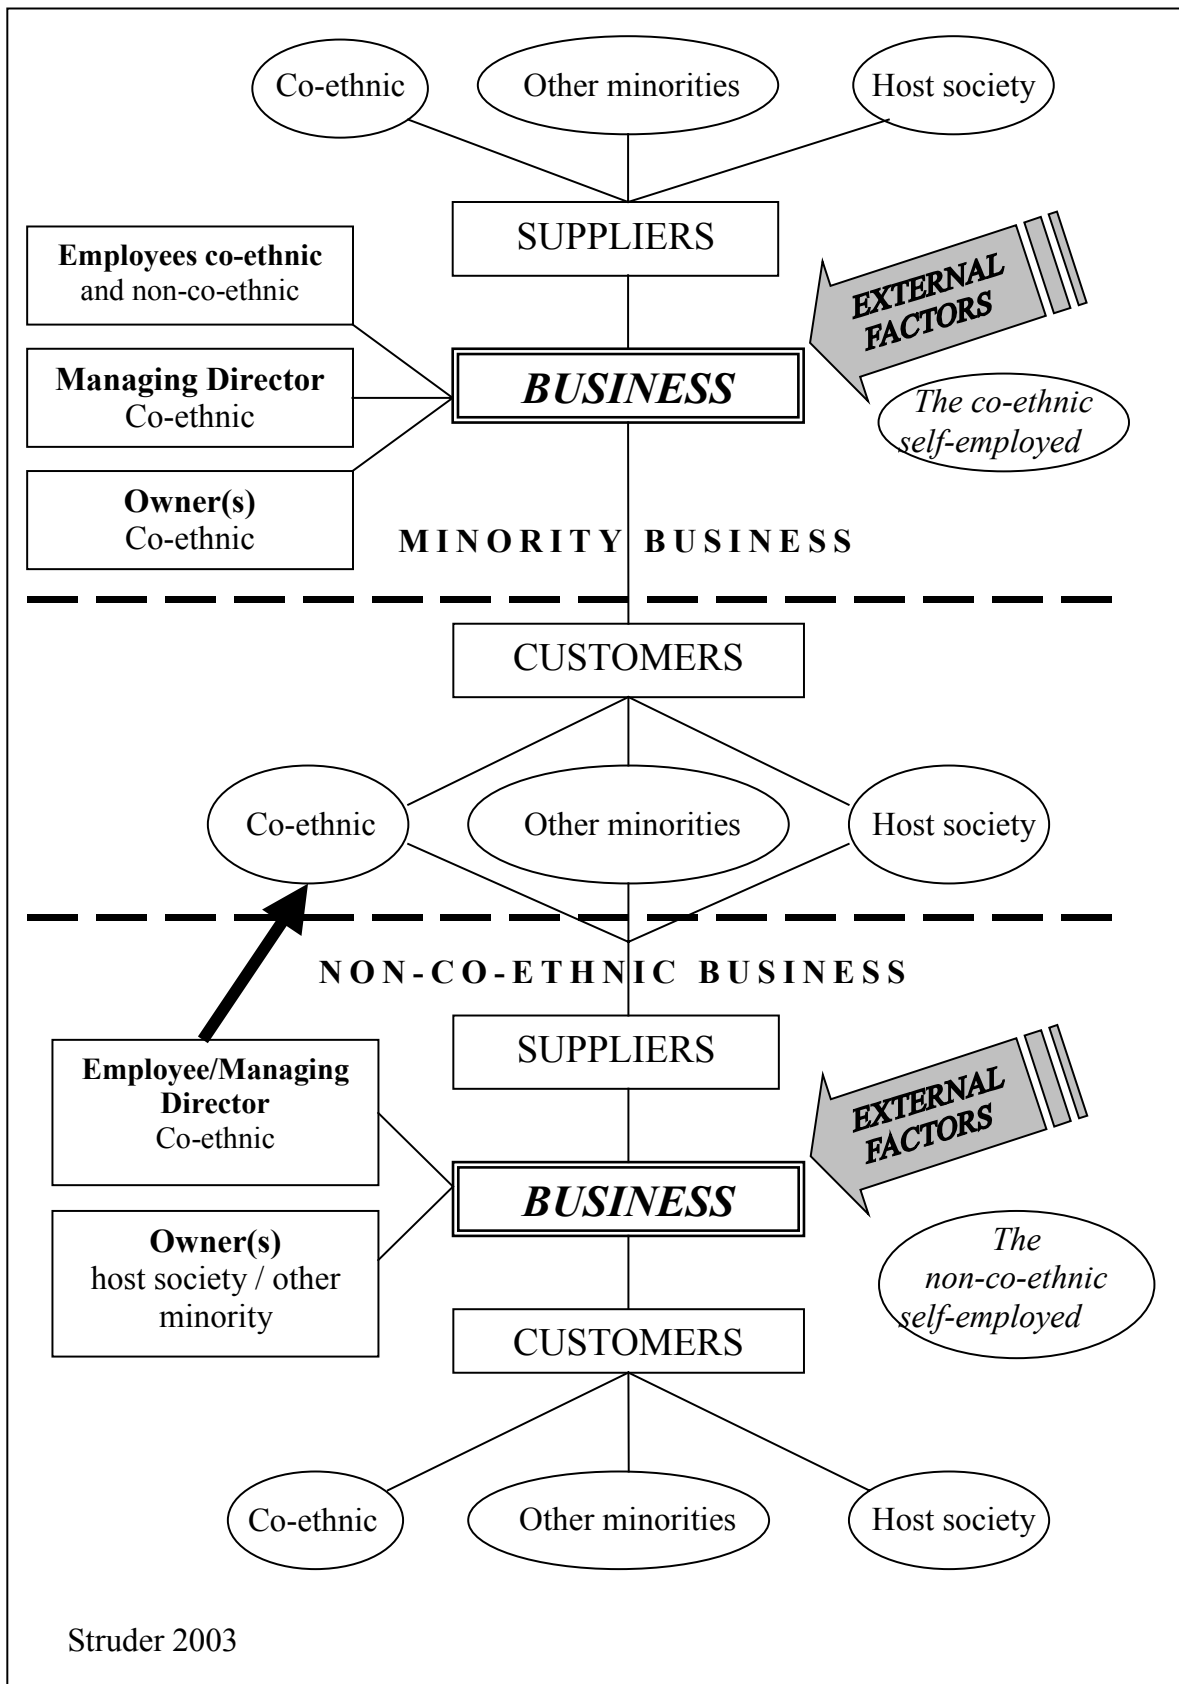 Co-ethnic
Other minorities
Host society
SUPPLIERS
Employees co-ethnic
and non-co-ethnic
EXTERNAL
FACTORS
Managing Director
Co-ethnic
BUSINESS
The co-ethnic
self-employed
Owner(s)
Co-ethnic
MINORITY BUSINESS
CUSTOMERS
Co-ethnic
Other minorities
Host society
NON-CO-ETHNIC BUSINESS
SUPPLIERS
Employee/Managing
Director
Co-ethnic
EXTERNAL
FACTORS
BUSINESS
Owner(s)
host society / other
minority
The
non-co-ethnic
self-employed
CUSTOMERS
Co-ethnic
Other minorities
Host society
Struder 2003